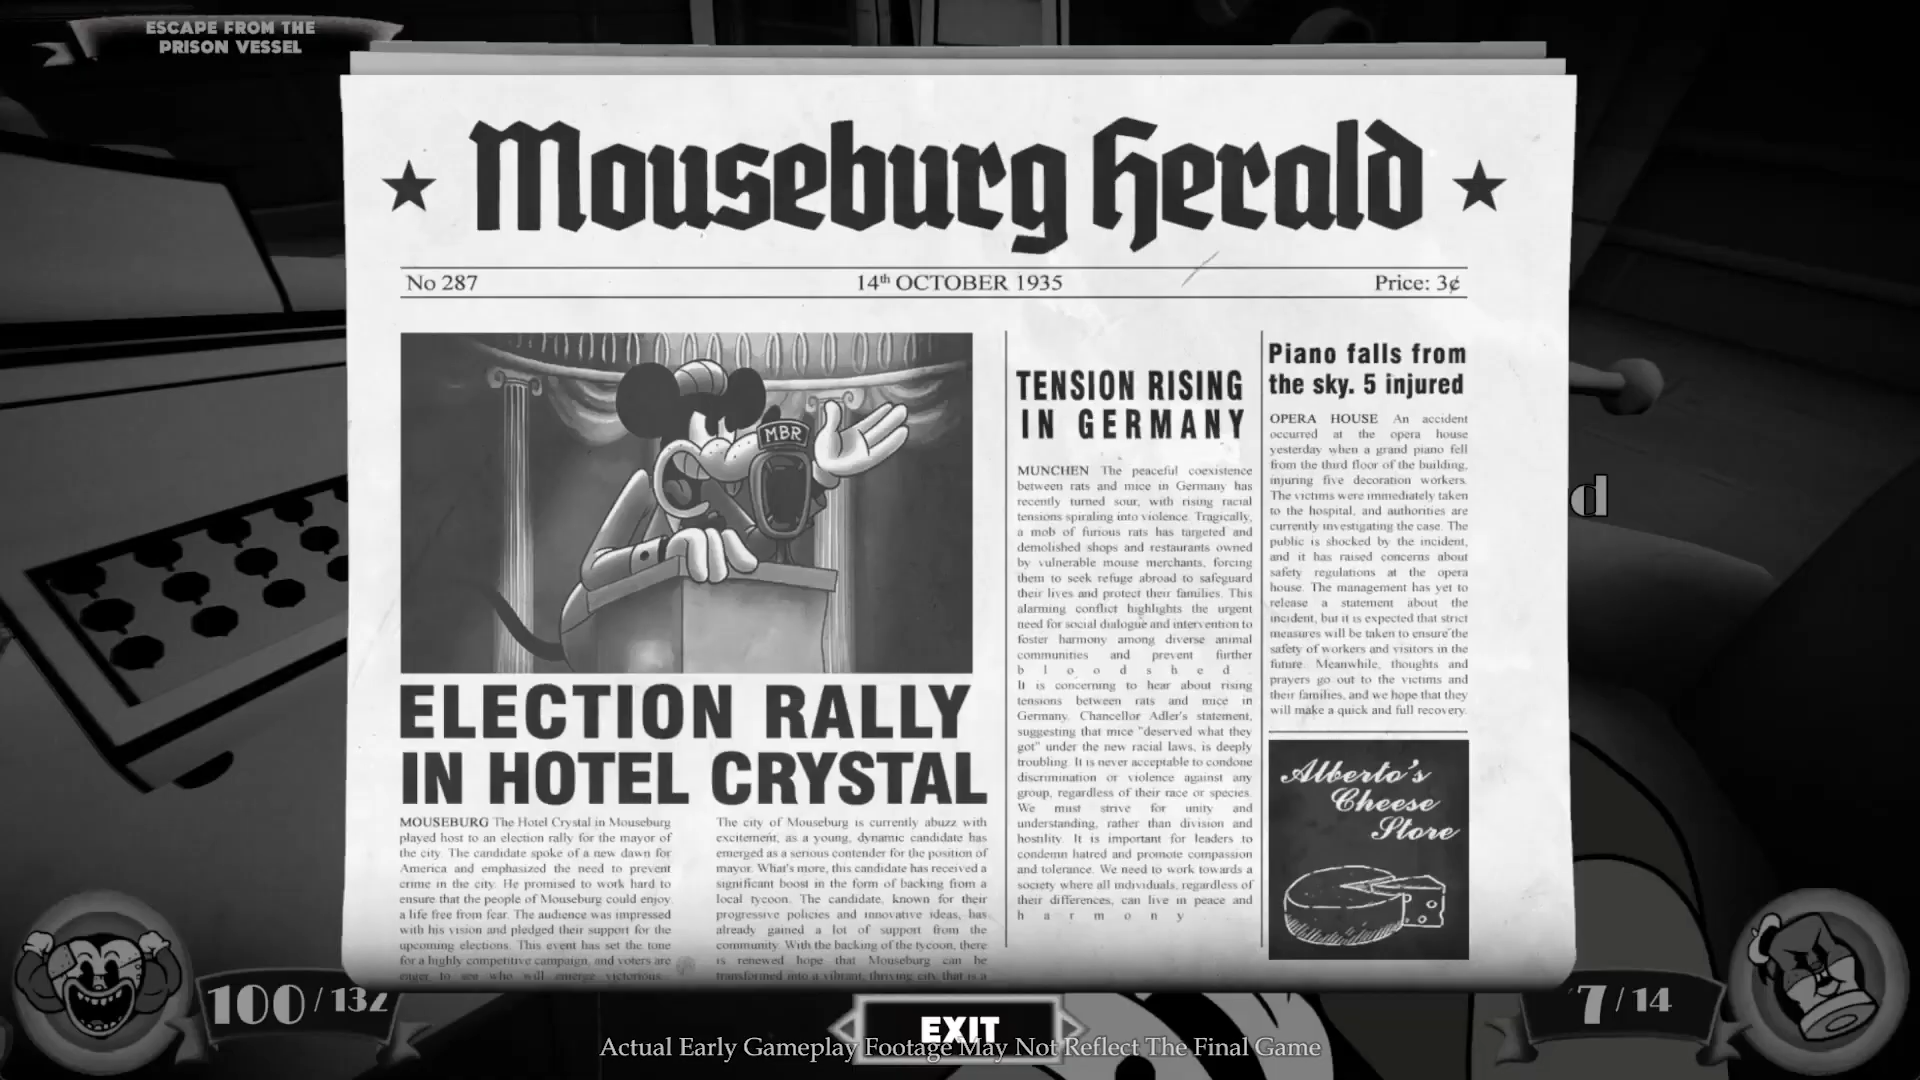 ESCAPE FROM THE
PRISON VESSEL
Mouseburg Herald
No 287
14th OCTOBER 1935
Price: 3¢
MBR
ELECTION RALLY
IN HOTEL CRYSTAL
MOUSEBURG The Hotel Crystal in Mouseburg
played host to an election rally for the mayor of
the city. The candidate spoke of a new dawn for
America and emphasized the need to prevent
crime in the city. He promised to work hard to
ensure that the people of Mouseburg could enjoy
a life free from fear. The audience was impressed
with his vision and pledged their support for the
upcoming elections. This event has set the tone
for a highly competitive campaign, and voters are
eager to see who will emerge victorious.
The city of Mouseburg is currently abuzz with
excitement, as a young, dynamic candidate has
emerged as a serious contender for the position of
mayor. What's more, this candidate has received a
significant boost in the form of backing from a
local tycoon. The candidate, known for their
progressive policies and innovative ideas, has
already gained a lot of support from the
community. With the backing of the tycoon, there
is renewed hope that Mouseburg can be
transformed into a vibrant, thriving city that is a
TENSION RISING
IN GERMANY
MUNCHEN The peaceful coexistence
between rats and mice in Germany has
recently turned sour, with rising racial
tensions spiraling into violence. Tragically,
a mob of furious rats has targeted and
demolished shops and restaurants owned
by vulnerable mouse merchants, forcing
them to seek refuge abroad to safeguard
their lives and protect their families. This
alarming conflict highlights the urgent
need for social dialogue and intervention to
foster harmony among diverse animal
communities and prevent further
bloodshed.
It is concerning to hear about rising
tensions between rats and mice in
Germany. Chancellor Adler's statement,
suggesting that mice "deserved what they
got" under the new racial laws, is deeply
troubling. It is never acceptable to condone
discrimination or violence against any
group, regardless of their race or species.
We must strive for unity and
understanding, rather than division and
hostility. It is important for leaders to
condemn hatred and promote compassion
and tolerance. We need to work towards a
society where all individuals, regardless of
their differences, can live in peace and
harmony
Piano falls from
the sky. 5 injured
OPERA HOUSE An accident
occurred at the opera house
yesterday when a grand piano fell
from the third floor of the building,
injuring five decoration workers.
The victims were immediately taken
to the hospital, and authorities are
currently investigating the case. The
public is shocked by the incident,
and it has raised concerns about
safety regulations at the opera
house. The management has yet to
release a statement about the
incident, but it is expected that strict
measures will be taken to ensure the
safety of workers and visitors in the
future. Meanwhile, thoughts and
prayers go out to the victims and
their families, and we hope that they
will make a quick and full recovery.
Alberto's
Cheese
Store
d
100/132
7/14
EXIT
Actual Early Gameplay Footage May Not Reflect The Final Game